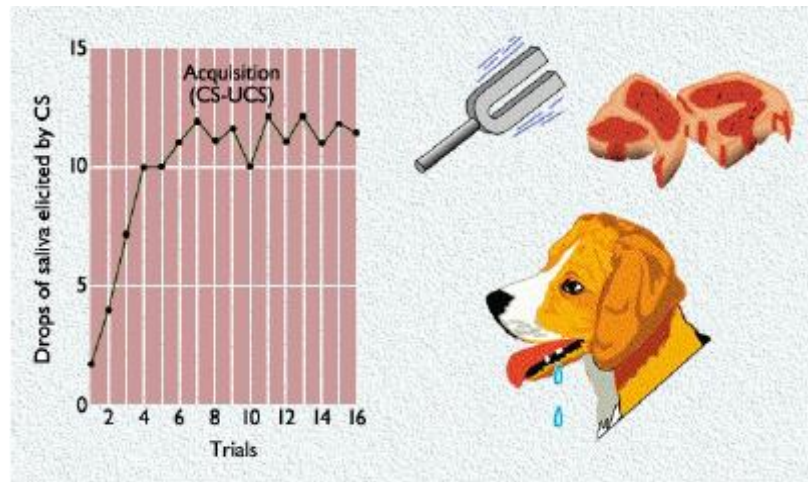 15
Acquisition
(CS-UCS)
10
5
0
Drops of saliva elicited by CS
2 4 6 8 10 12 14 16
Trials